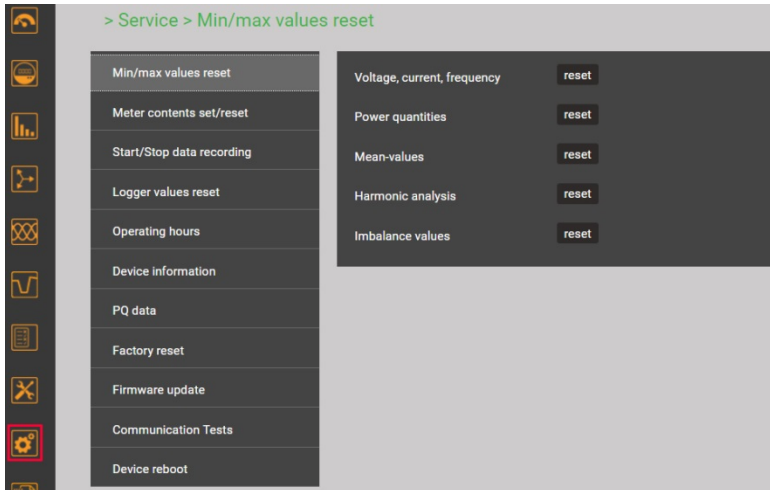 > Service > Min/max values reset
Min/max values reset
Meter contents set/reset
Start/Stop data recording
Logger values reset
Operating hours
Device information
PQ data
Factory reset
Firmware update
Communication Tests
Device reboot
Voltage, current, frequency reset
Power quantities reset
Mean-values reset
Harmonic analysis reset
Imbalance values reset